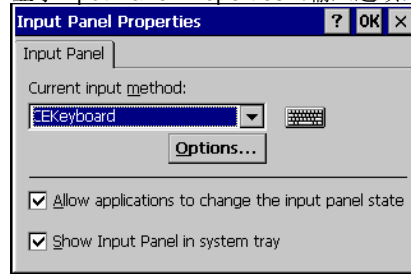 Input Panel Properties ? OK ×
Input Panel
Current input method:
CEKeyboard
Options...
Allow applications to change the input panel state
Show Input Panel in system tray